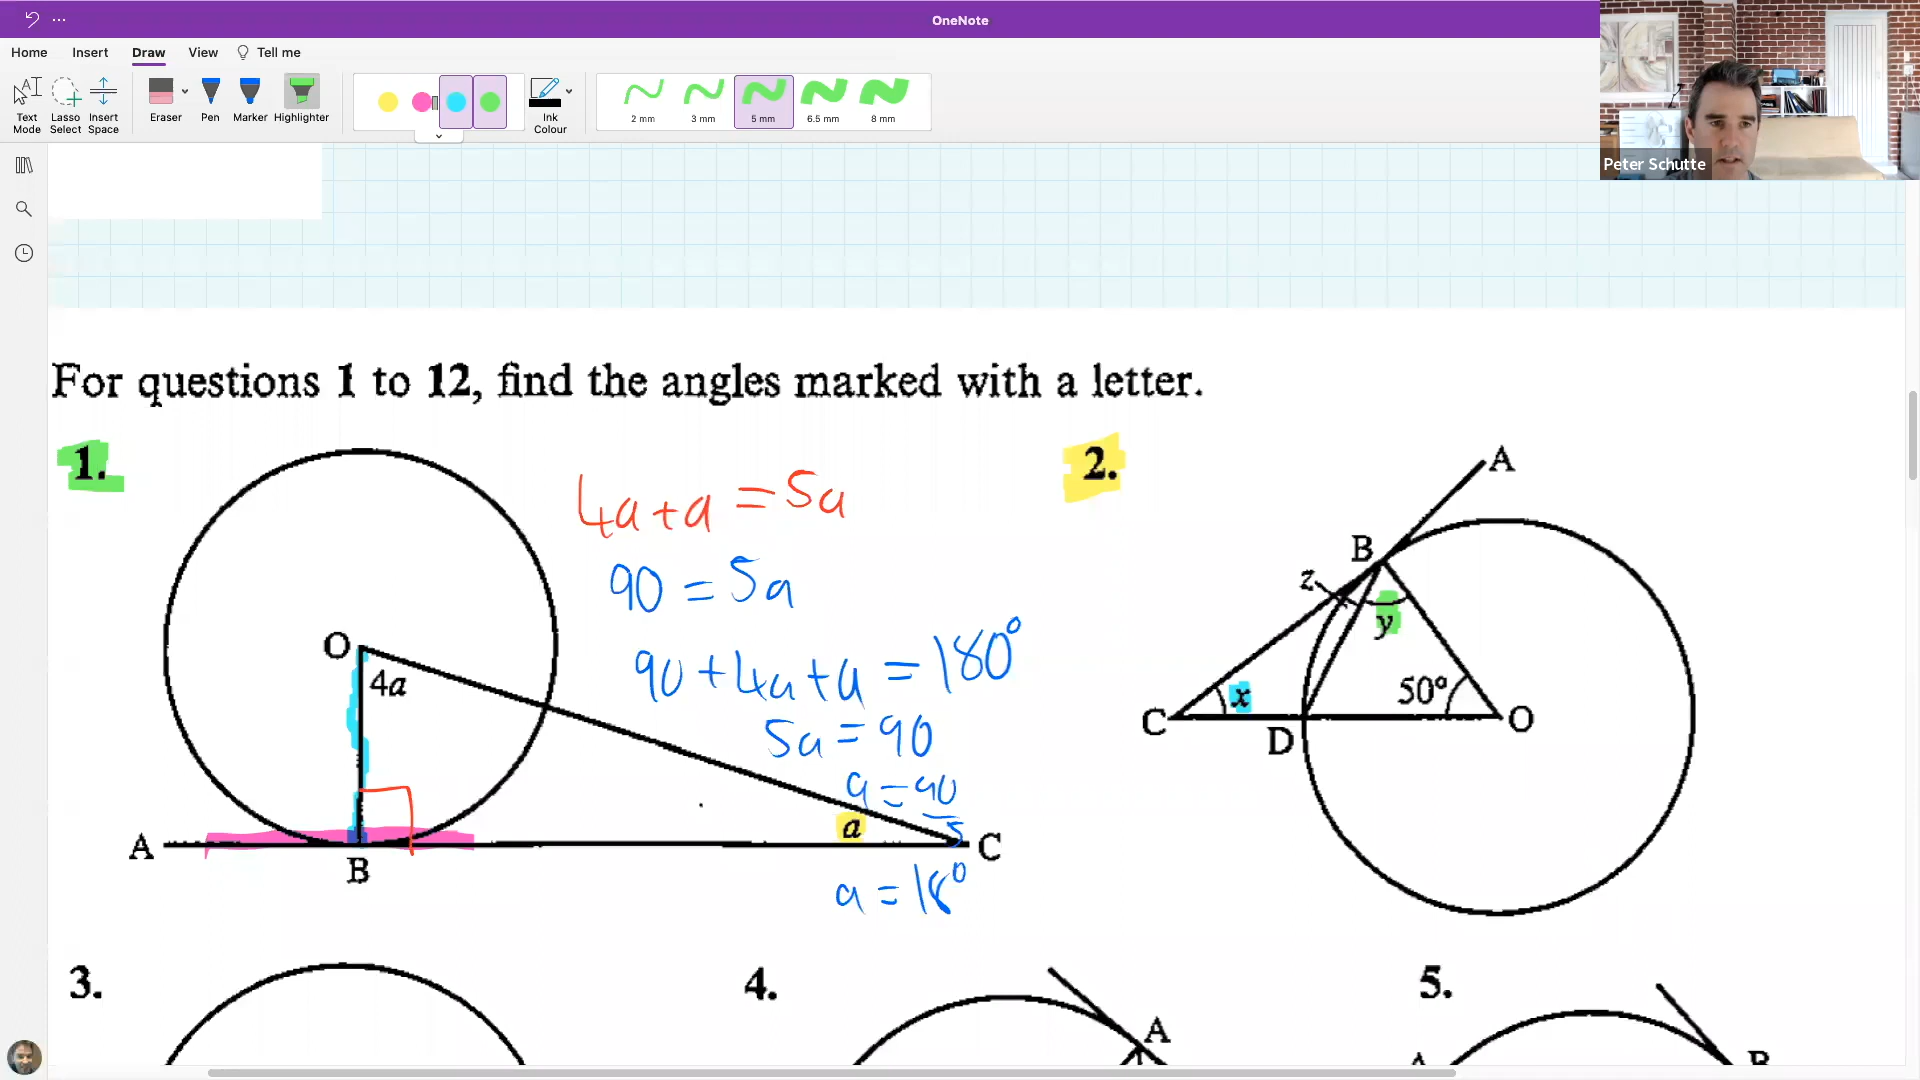 OneNote
Home Insert Draw View Tell me
Text Mode
Lasso Select
Insert Space
Eraser
Pen
Marker
Highlighter
Ink Colour
2 mm
3 mm
5 mm
6.5 mm
8 mm
Peter Schutte
For questions 1 to 12, find the angles marked with a letter.
1.
4a+a = 5a
90 = 5a
90 + 4a + a = 180°
5a = 90
a = 90/5
a = 18°
O
4a
a
A
B
C
2.
A
B
z
y
x
50°
C
D
O
3.
4.
A
5.
A
B